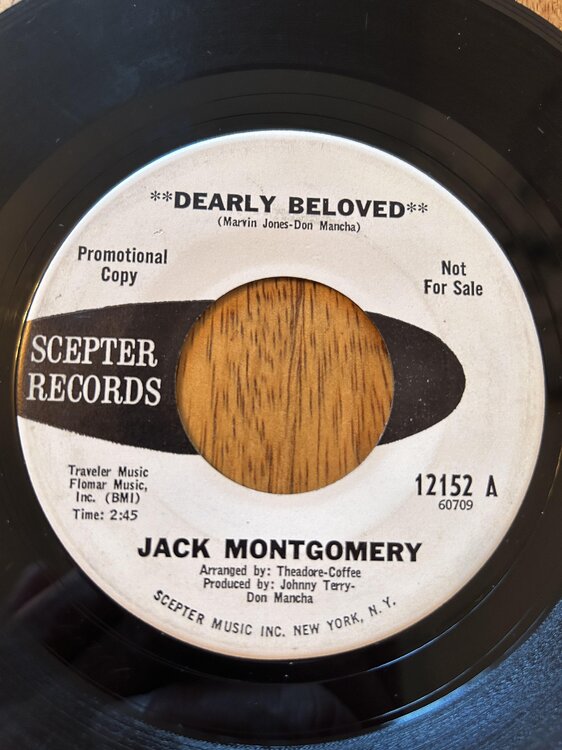 **DEARLY BELOVED**
(Marvin Jones-Don Mancha)
Promotional
Copy
Not
For Sale
SCEPTER
RECORDS
Traveler Music
Flomar Music,
Inc. (BMI)
Time: 2:45
12152 A
60709
JACK MONTGOMERY
Arranged by: Theadore-Coffee
Produced by: Johnny Terry-
Don Mancha
SCEPTER MUSIC INC. NEW YORK, N.Y.